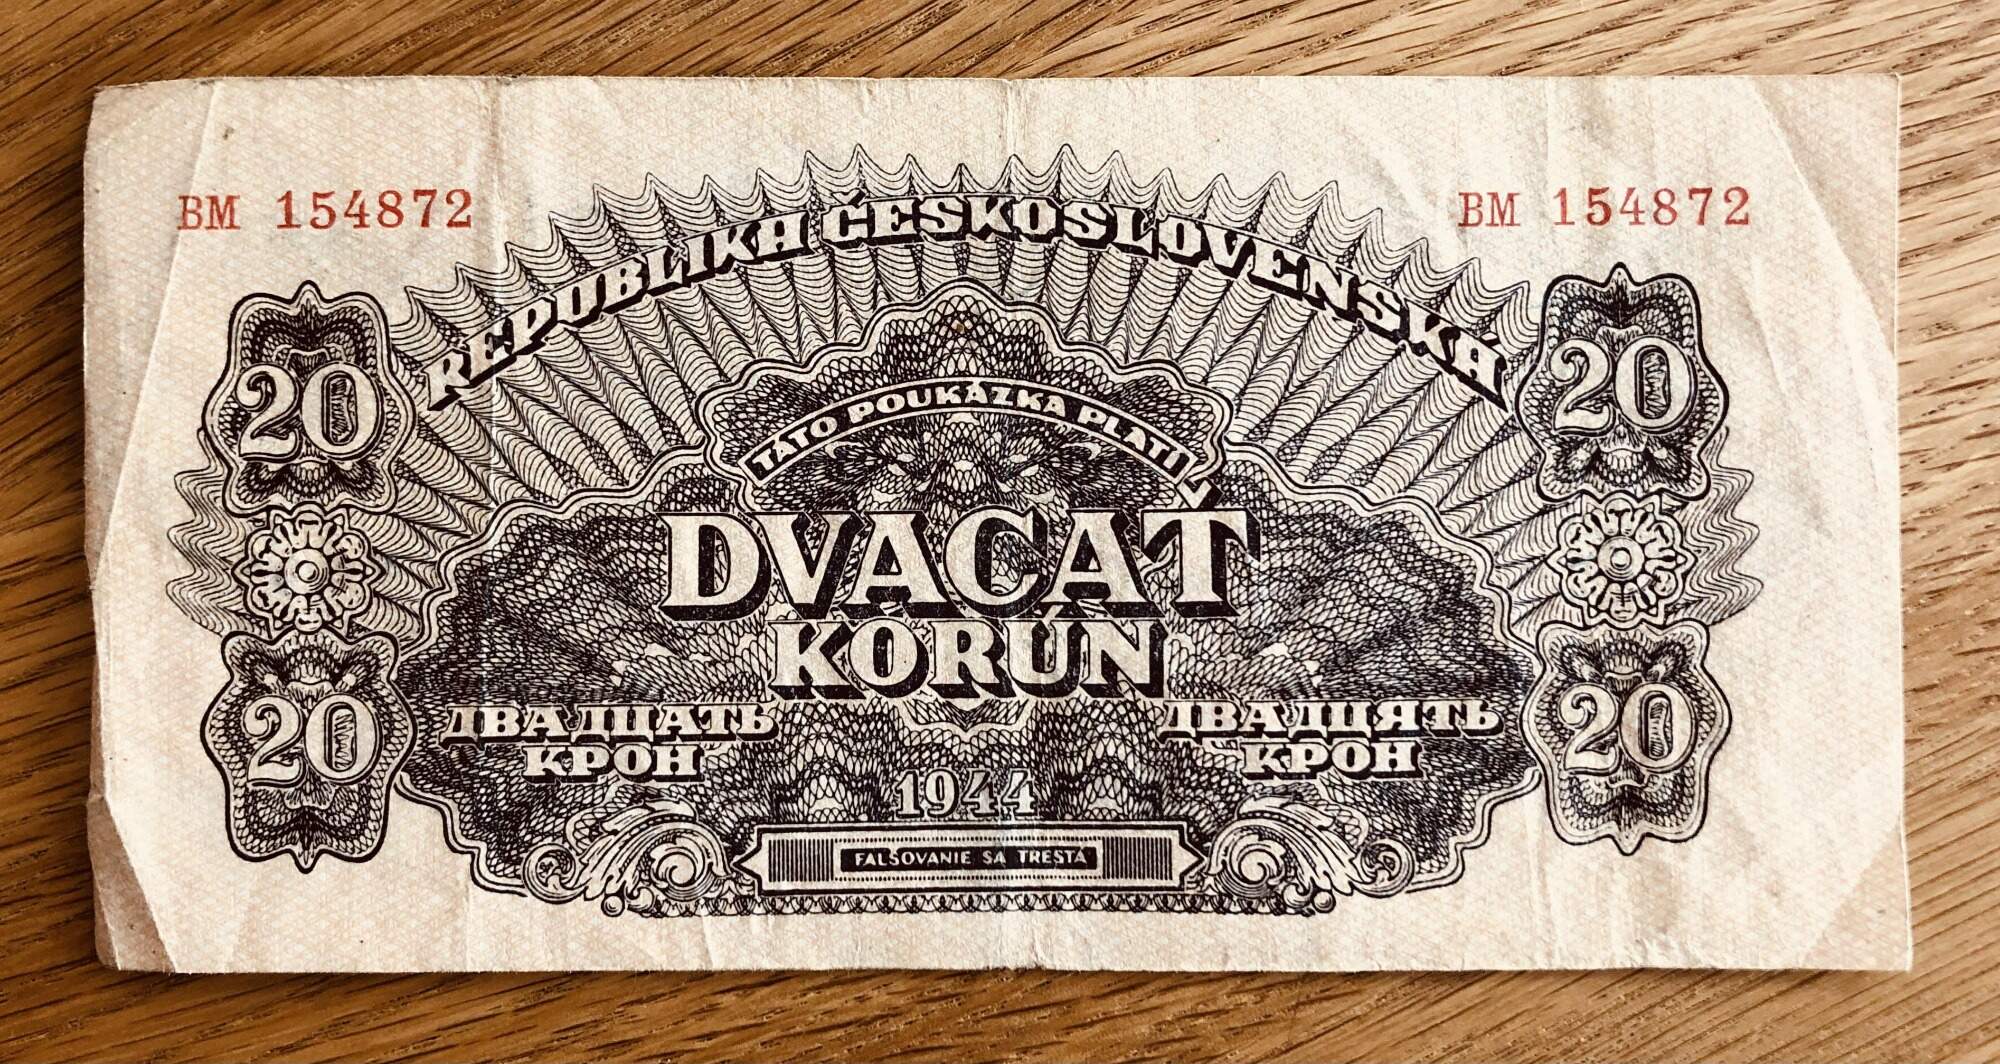 BM 154872
BM 154872
REPUBLIKA ČESKOSLOVENSKÁ
20
20
TÁTO POUKÁZKA PLATÍ
DVACAŤ
KORÚN
ДВАДЦАТЬ
КРОН
ДВАДЦЯТЬ
КРОН
20
20
1944
FALŠOVANIE SA TRESTÁ